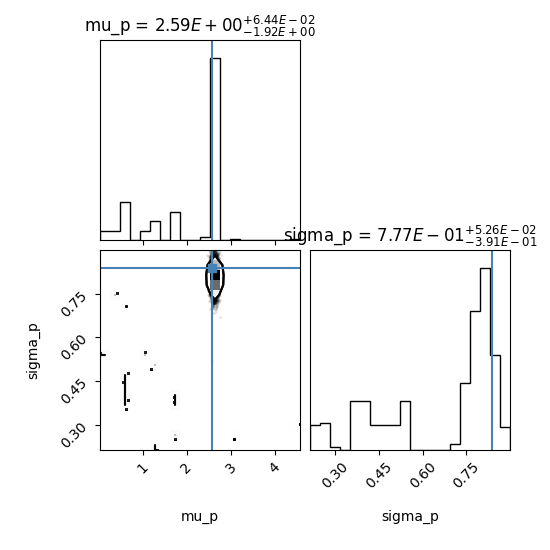 mu_p = 2.59E + 00 +6.44E − 02 −1.92E + 00
sigma_p = 7.77E − 01 +5.26E − 02 −3.91E − 01
0.75
0.60
0.45
0.30
sigma_p
1 2 3 4
0.30 0.45 0.60 0.75
mu_p
sigma_p